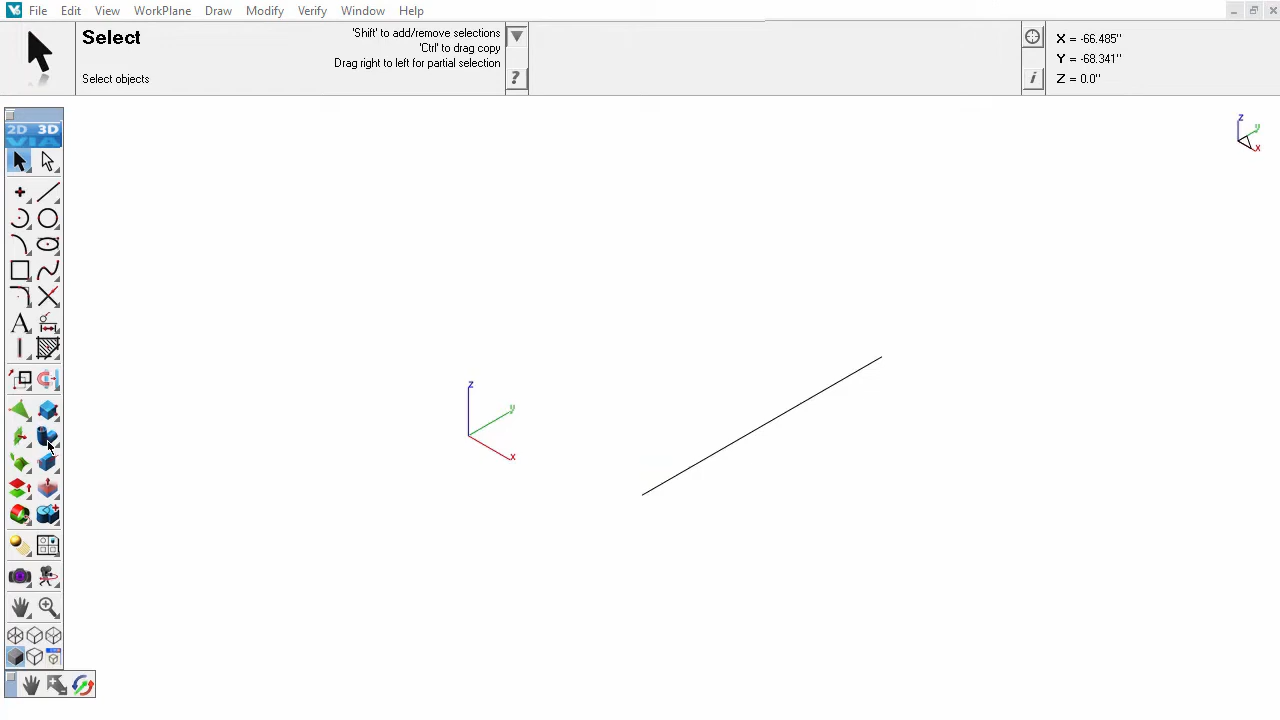 File Edit View WorkPlane Draw Modify Verify Window Help
Select
'Shift' to add/remove selections
'Ctrl' to drag copy
Drag right to left for partial selection
Select objects
?
i
X = -66.485"
Y = -68.341"
Z = 0.0"
2D 3D
VIA
A
z
y
x
z
y
x